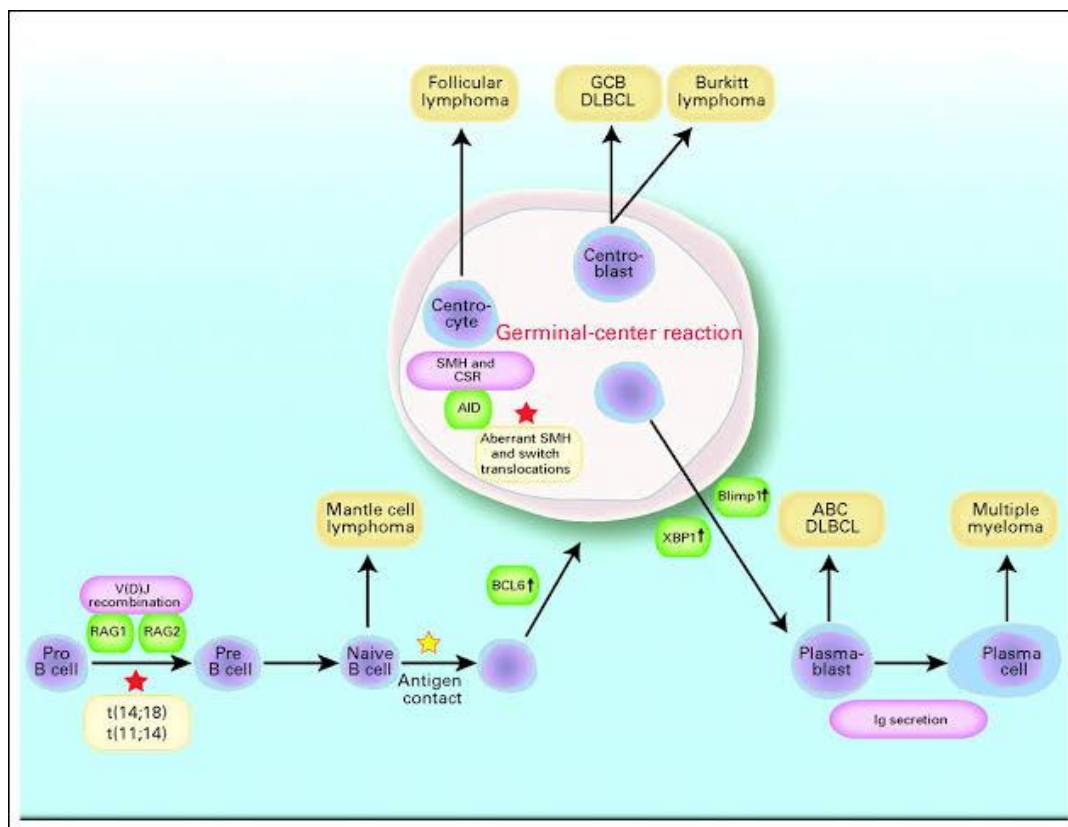 Follicular
lymphoma
GCB
DLBCL
Burkitt
lymphoma
Centro-
blast
Centro-
cyte
Germinal-center reaction
SMH and
CSR
AID
Aberrant SMH
and switch
translocations
Blimp1↑
XBP1↑
Mantle cell
lymphoma
ABC
DLBCL
Multiple
myeloma
BCL6↑
V(D)J
recombination
RAG1
RAG2
Pro
B cell
Pre
B cell
Naive
B cell
Antigen
contact
Plasma-
blast
Plasma
cell
t(14;18)
t(11;14)
Ig secretion